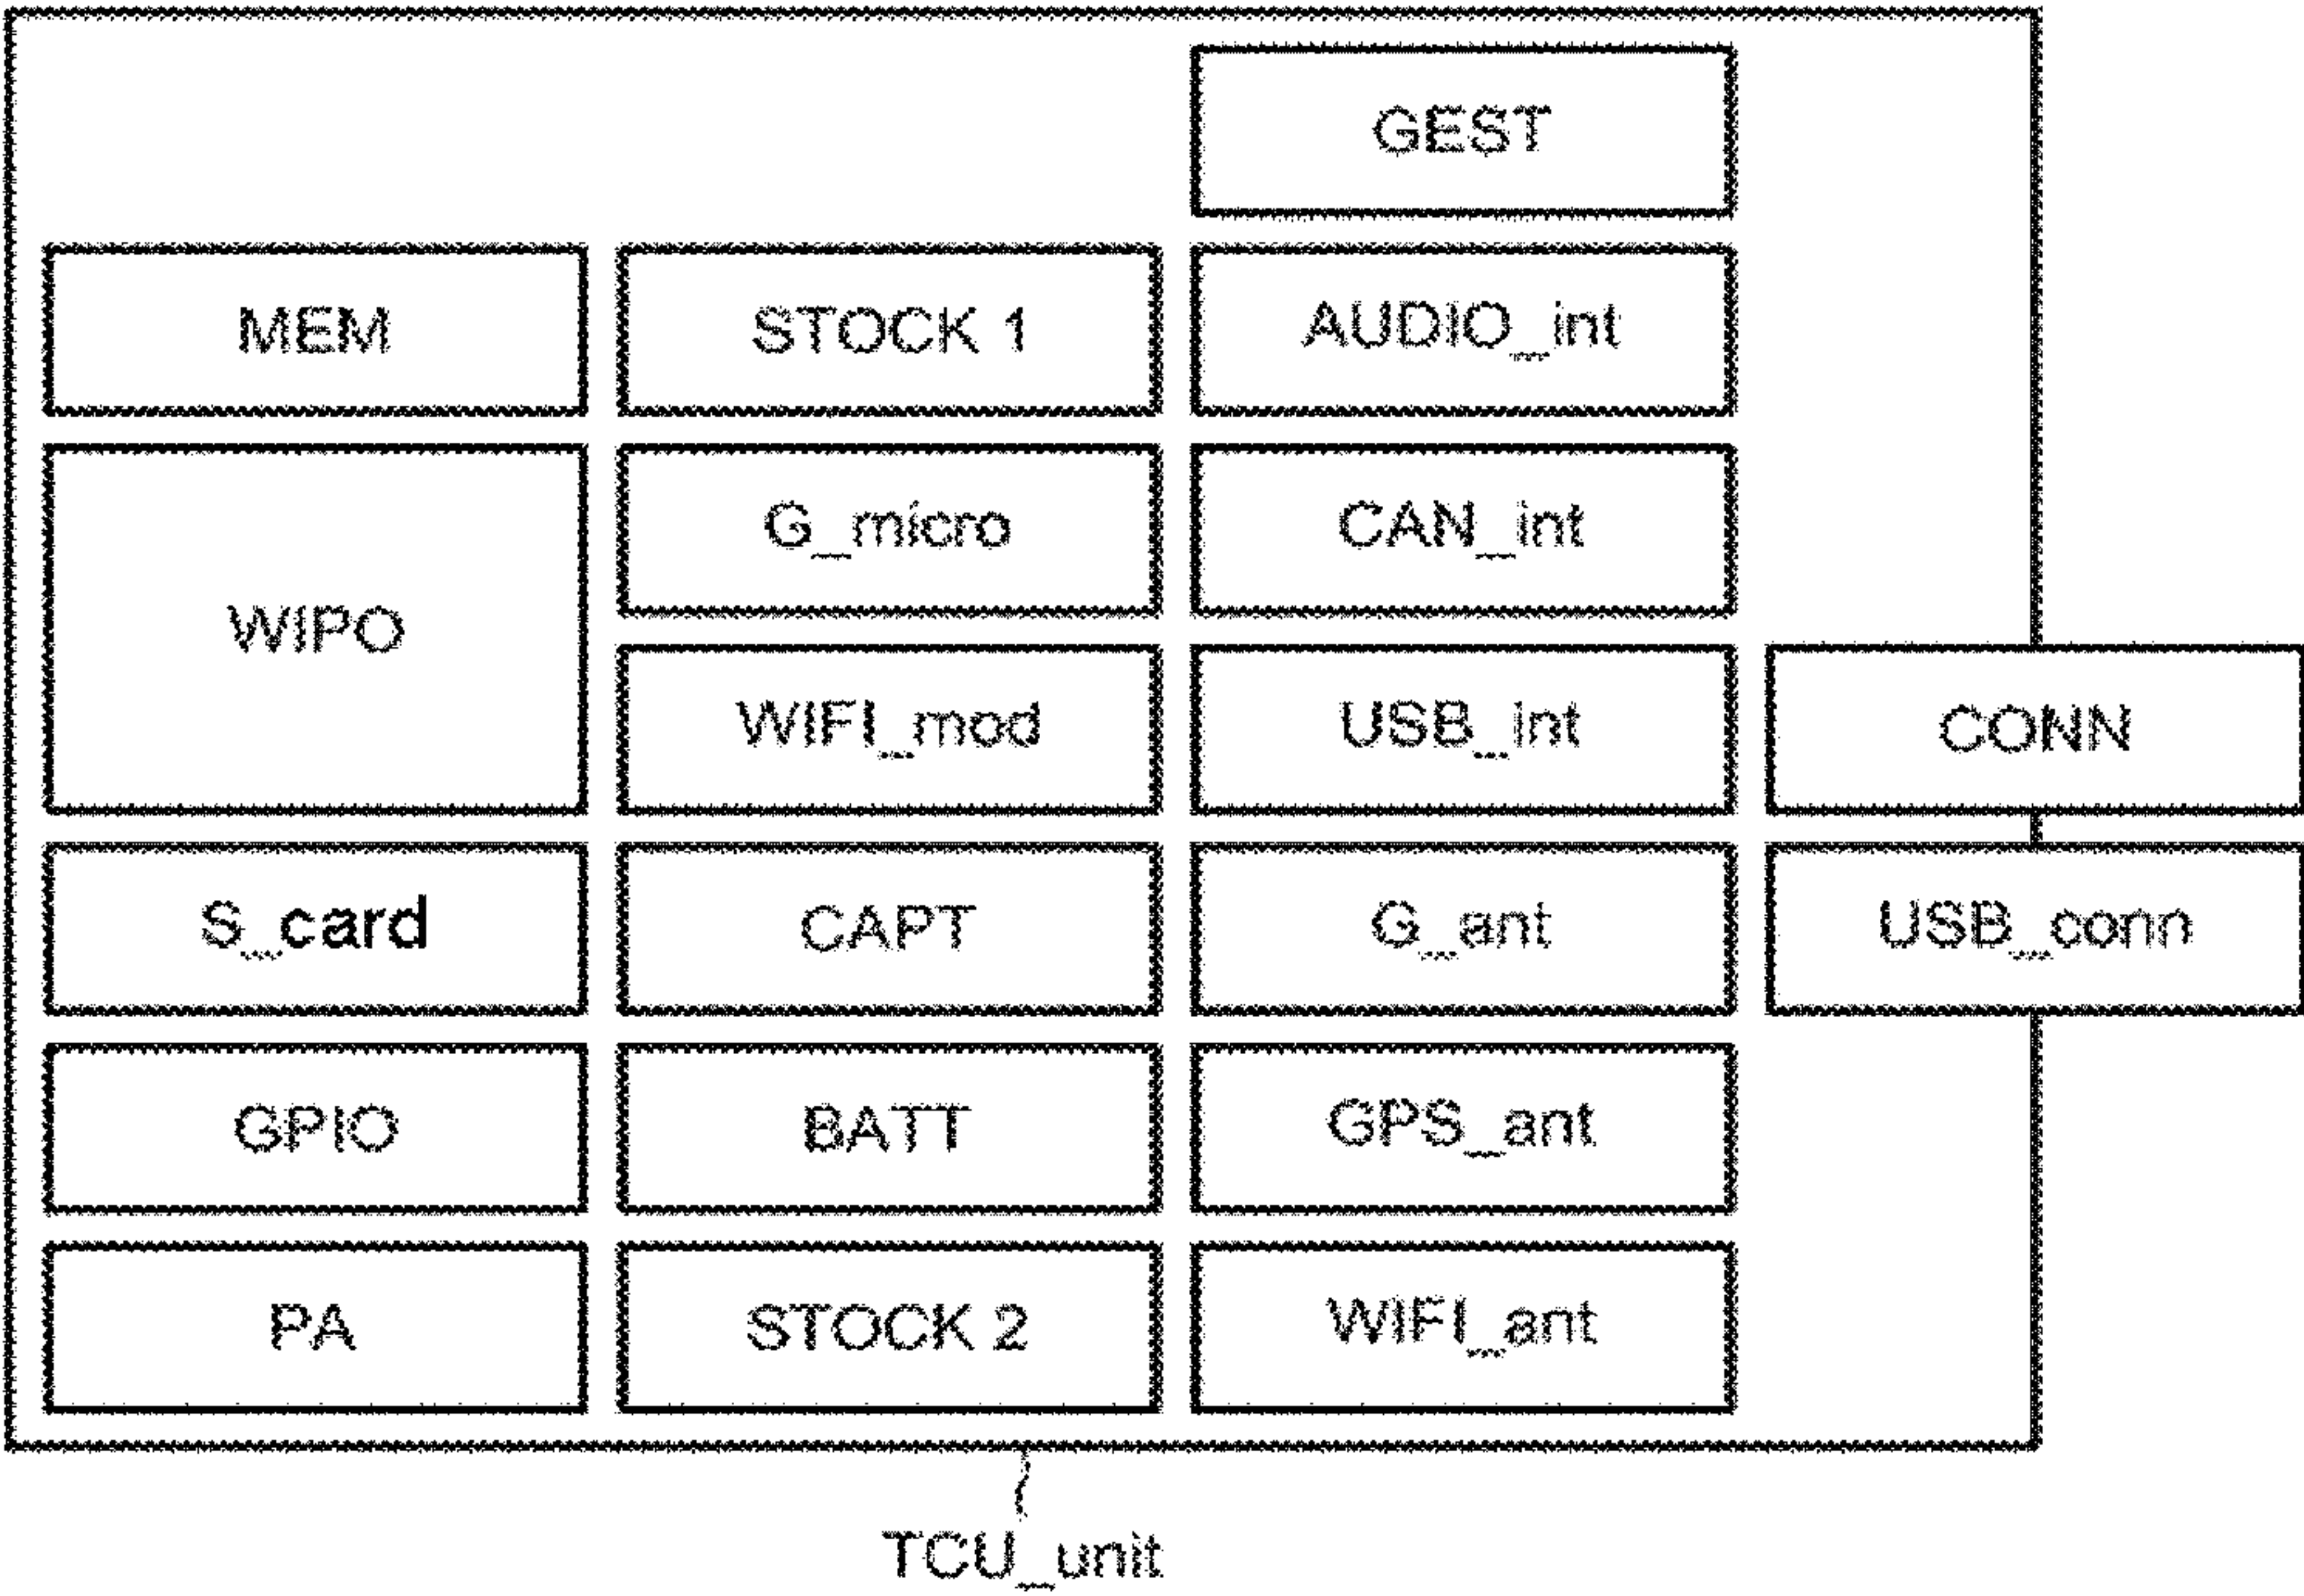 GEST
MEM
STOCK 1
AUDIO_int
WIPO
G_micro
CAN_int
WIFI_mod
USB_int
CONN
S_card
CAPT
G_ant
USB_conn
GPIO
BATT
GPS_ant
PA
STOCK 2
WIFI_ant
TCU_unit